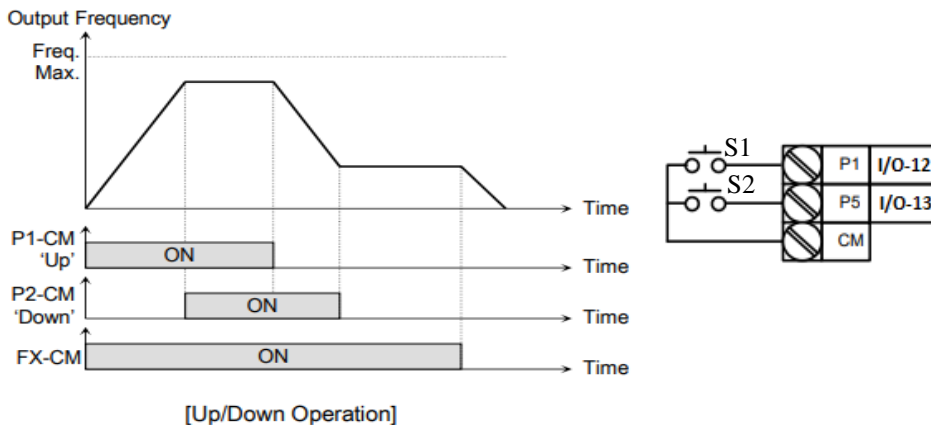 Output Frequency
Freq.
Max.
Time
P1-CM
'Up'
ON
Time
P2-CM
'Down'
ON
Time
FX-CM
ON
Time
[Up/Down Operation]
S1
P1 I/O-12
S2
P5 I/O-13
CM